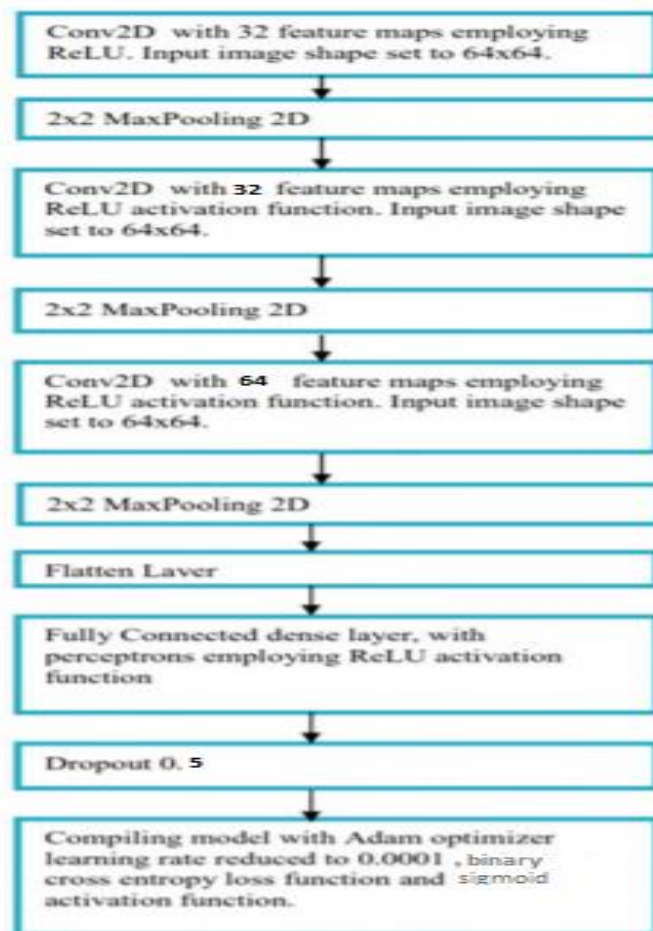 Conv2D with 32 feature maps employing
ReLU. Input image shape set to 64x64.
2x2 MaxPooling 2D
Conv2D with 32 feature maps employing
ReLU activation function. Input image shape
set to 64x64.
2x2 MaxPooling 2D
Conv2D with 64 feature maps employing
ReLU activation function. Input image shape
set to 64x64.
2x2 MaxPooling 2D
Flatten Laver
Fully Connected dense layer, with
perceptrons employing ReLU activation
function
Dropout 0. 5
Compiling model with Adam optimizer
learning rate reduced to 0.0001 , binary
cross entropy loss function and sigmoid
activation function.